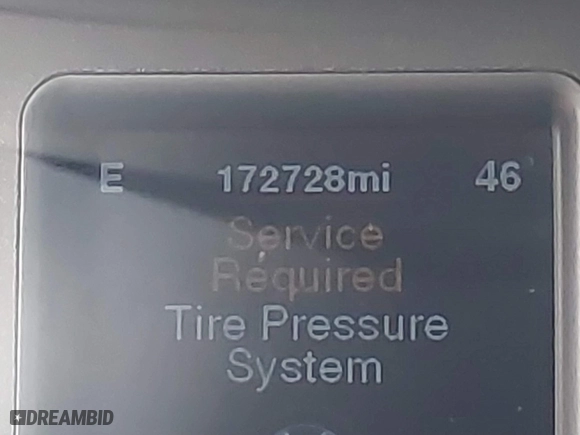 E 172728mi 46
Service
Required
Tire Pressure
System
DREAMBID